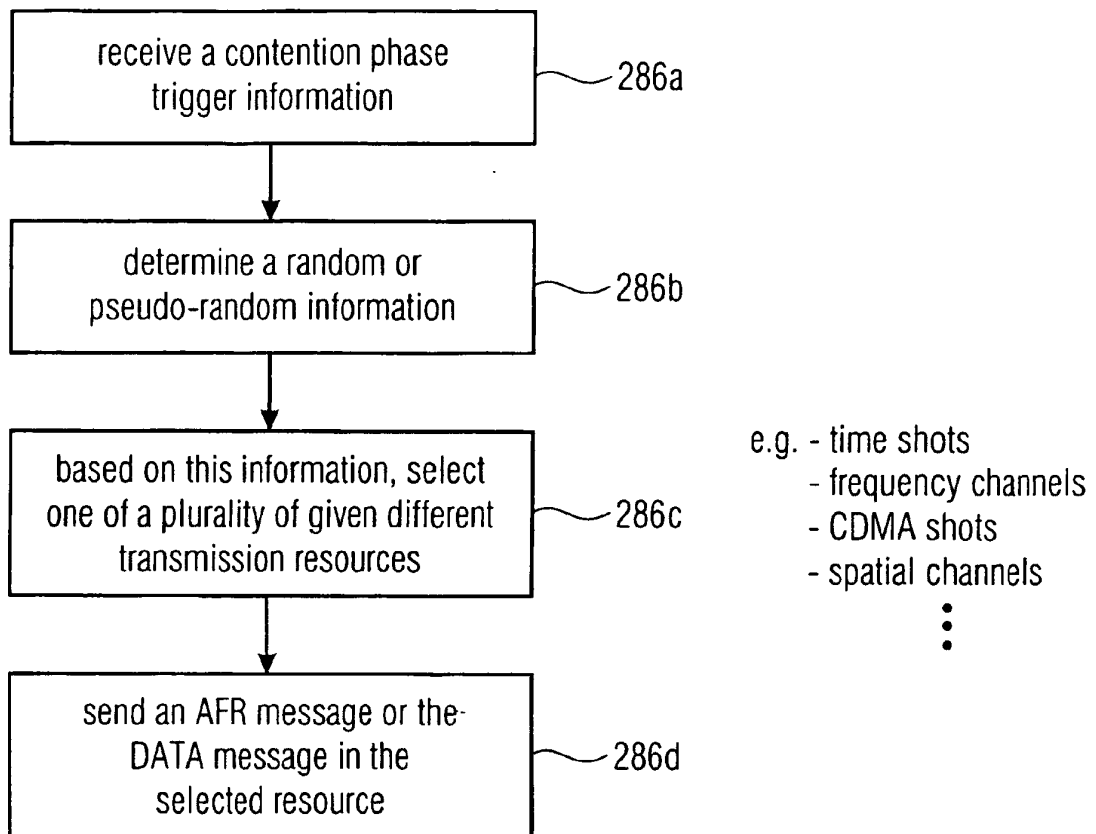 receive a contention phase
trigger information
286a
determine a random or
pseudo-random information
286b
based on this information, select
one of a plurality of given different
transmission resources
286c
e.g. - time shots
- frequency channels
- CDMA shots
- spatial channels
send an AFR message or the
DATA message in the
selected resource
286d